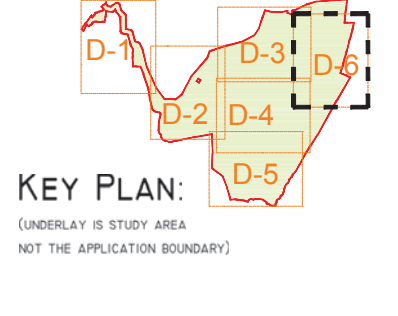 D-1
D-3
D-6
D-2
D-4
D-5
KEY PLAN:
(UNDERLAY IS STUDY AREA
NOT THE APPLICATION BOUNDARY)